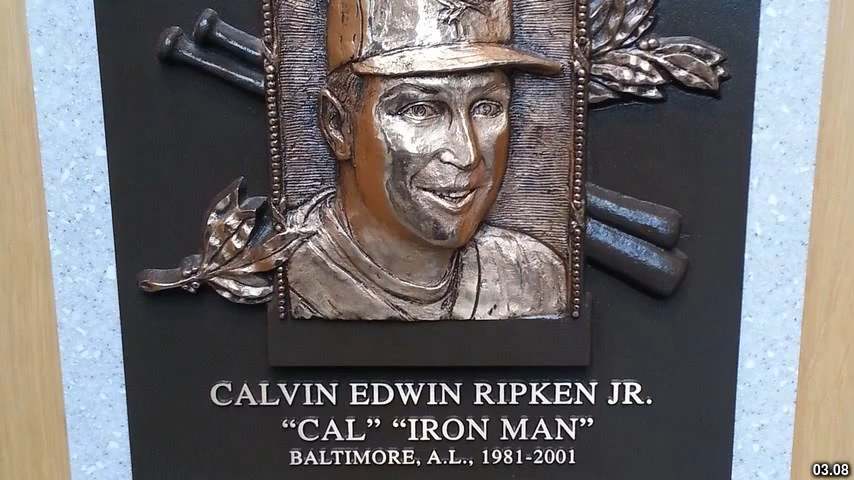 CALVIN EDWIN RIPKEN JR.
“CAL” “IRON MAN”
BALTIMORE, A.L., 1981-2001
03.08